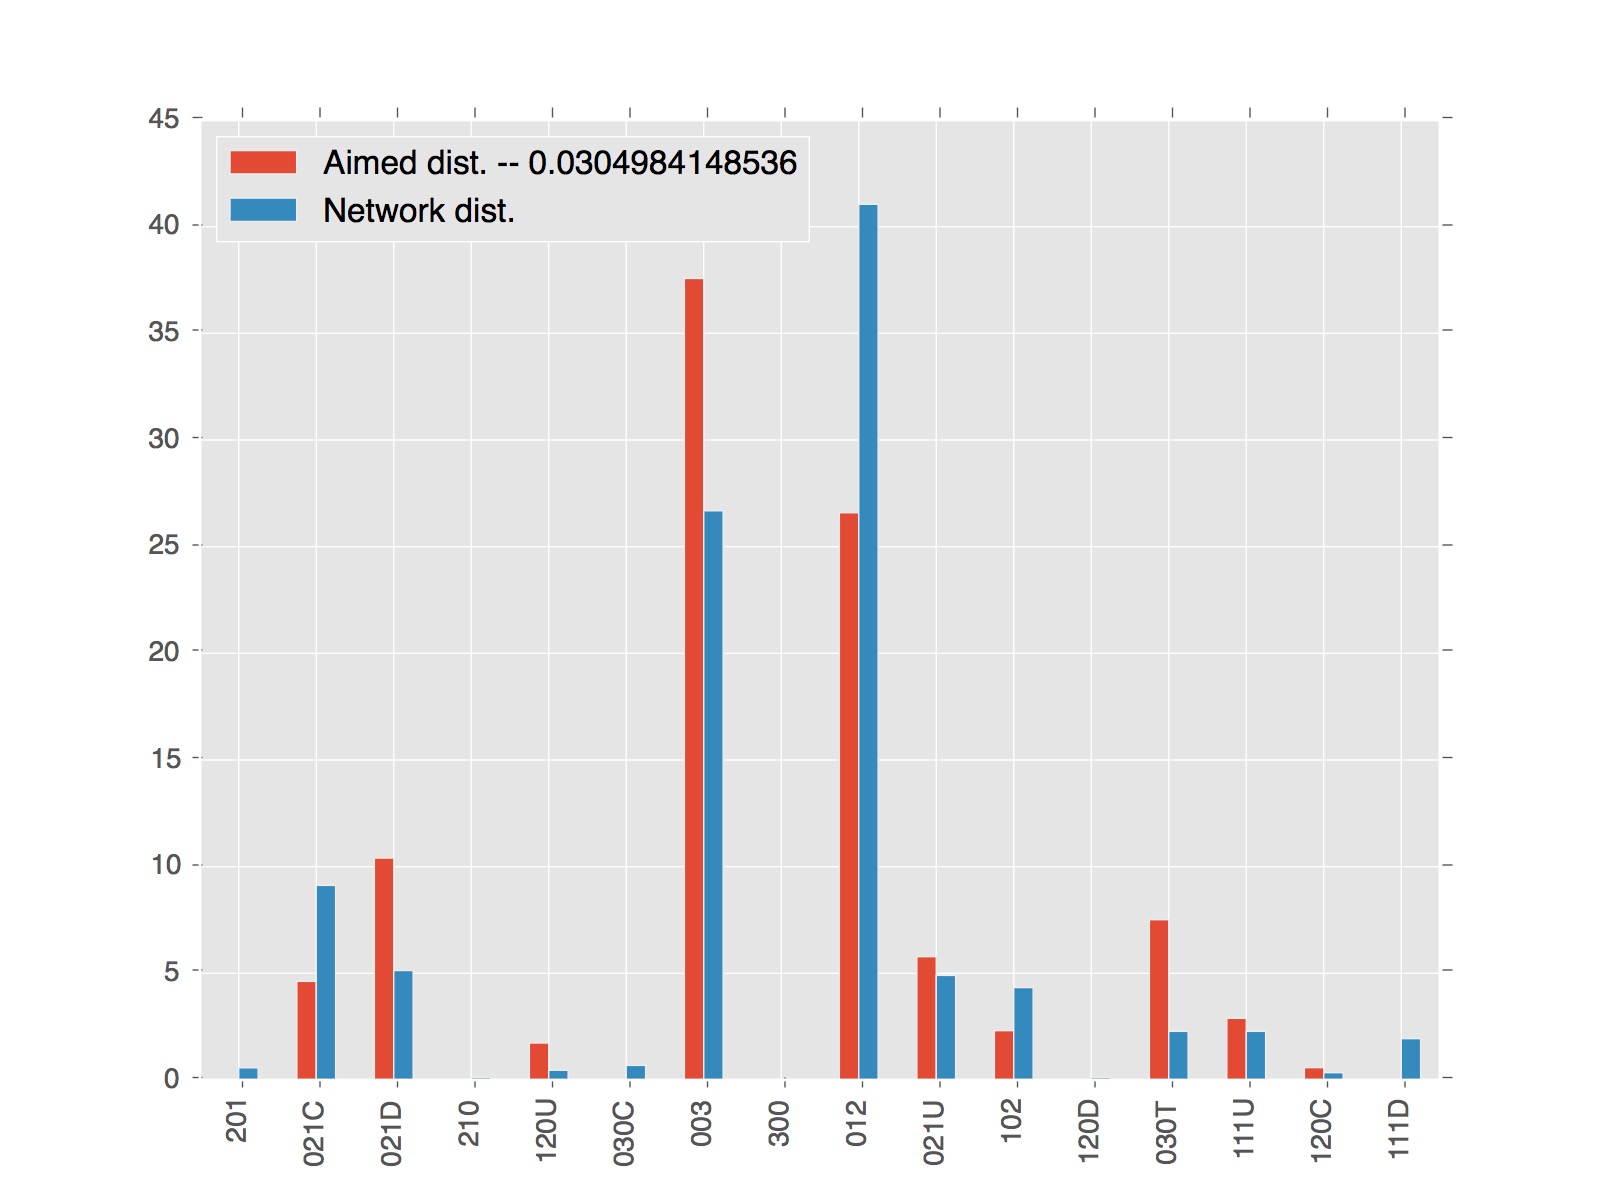 45
40
35
30
25
20
15
10
5
0
Aimed dist. -- 0.0304984148536
Network dist.
201
021C
021D
210
120U
030C
003
300
012
021U
102
120D
030T
111U
120C
111D